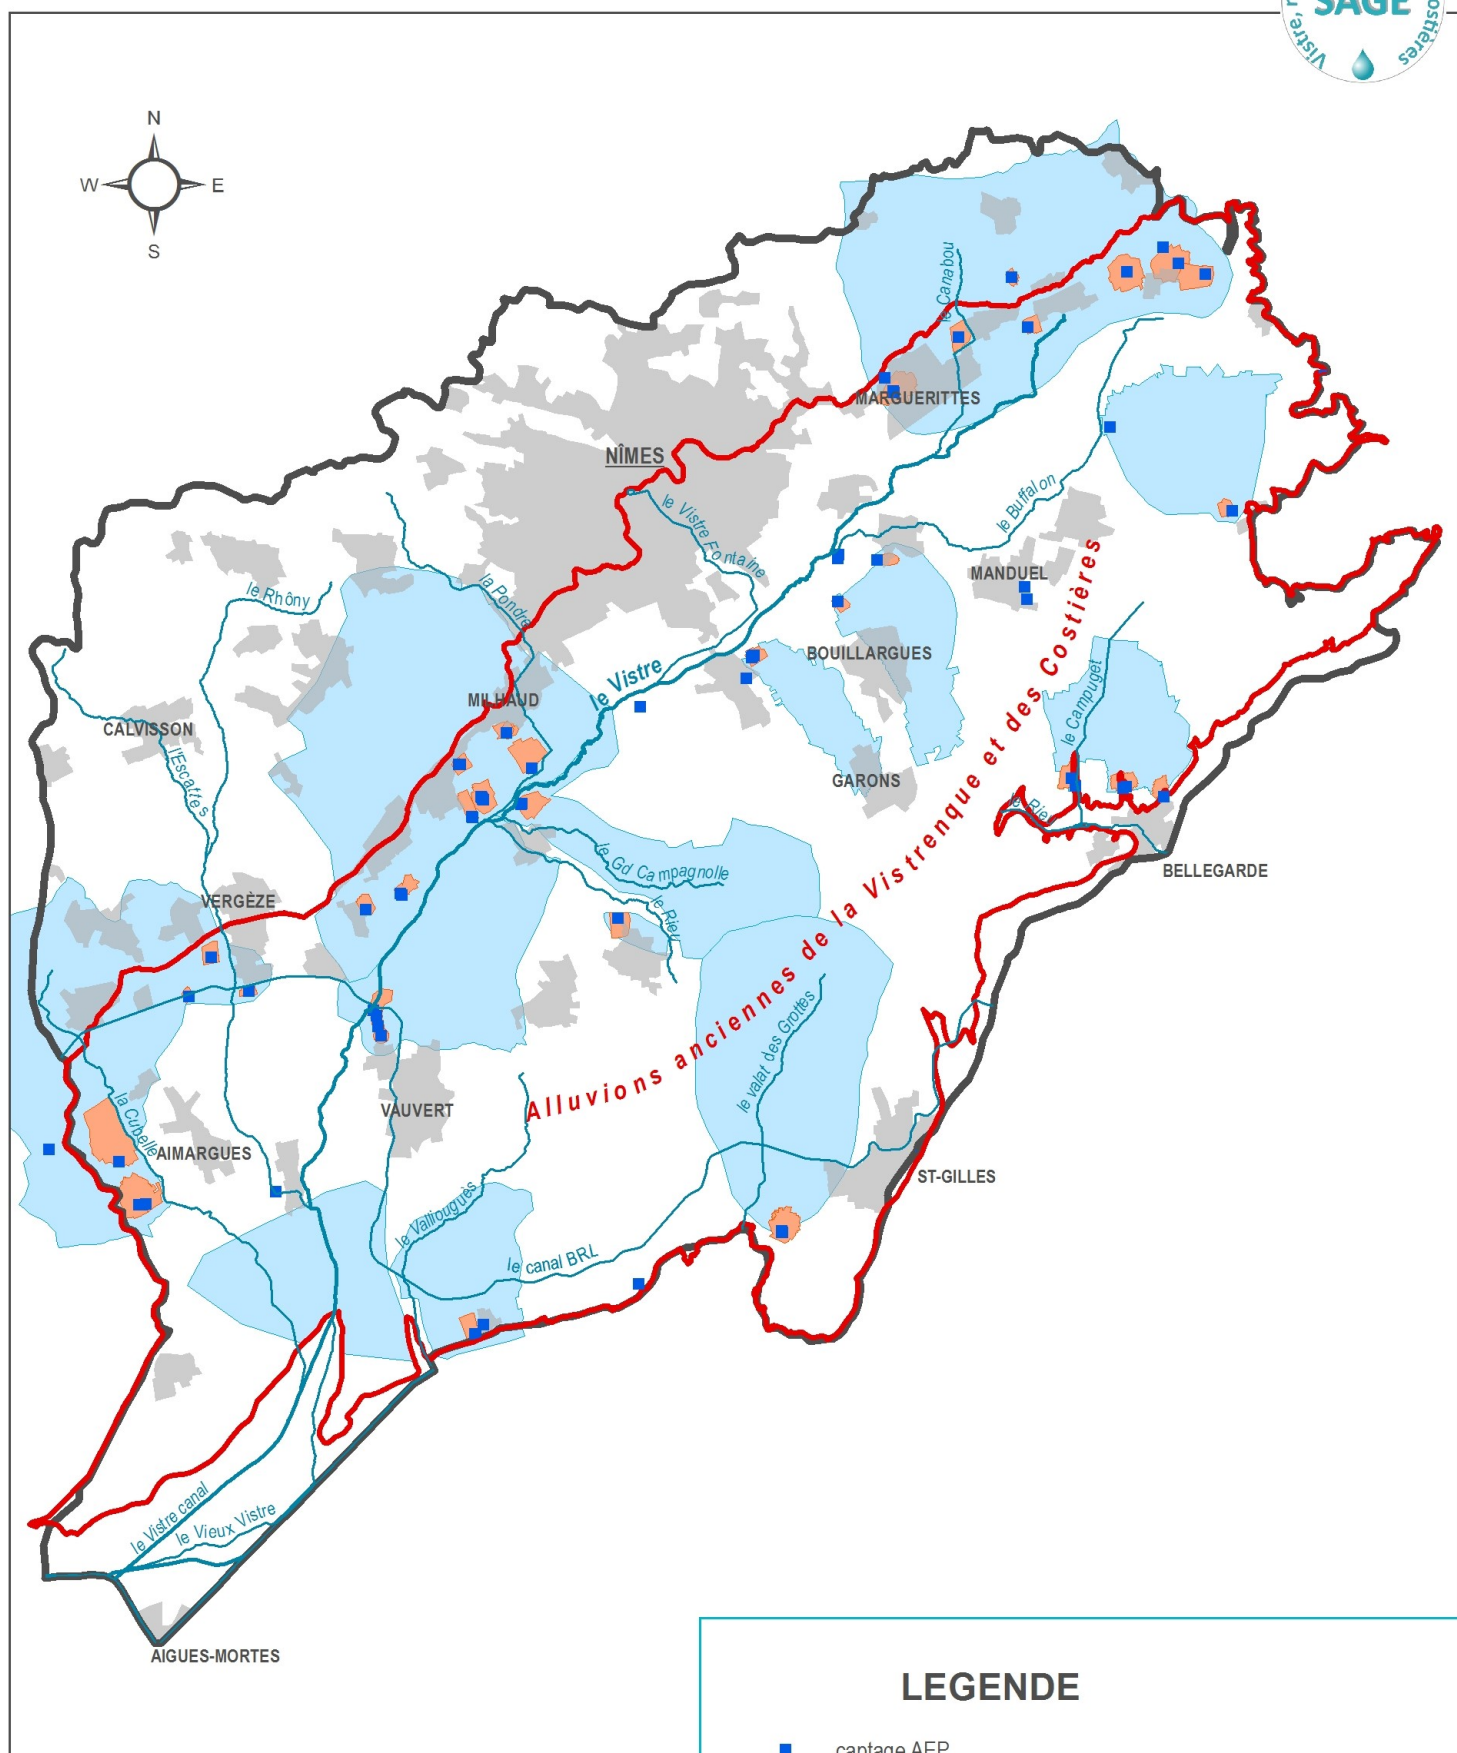 SAGE
Vistre,
ostières
N
W
E
S
le Canabou
MARGUERITTES
NÎMES
le Vistre Fontaine
le Buffalon
MANDUEL
la Pondre
le Rhôny
BOUILLARGUES
le Vistre
MILHAUD
CALVISSON
l'Escattes
le Campuget
GARONS
le Rieu
BELLEGARDE
le Gd Campagnolle
le Rieu
VERGÈZE
Alluvions anciennes de la Vistrenque et des Costières
le valat des Grottes
la Cubelle
VAUVERT
AIMARGUES
ST-GILLES
le Valliouguès
le canal BRL
le Vistre canal
le Vieux Vistre
AIGUES-MORTES
LEGENDE
captage AEP